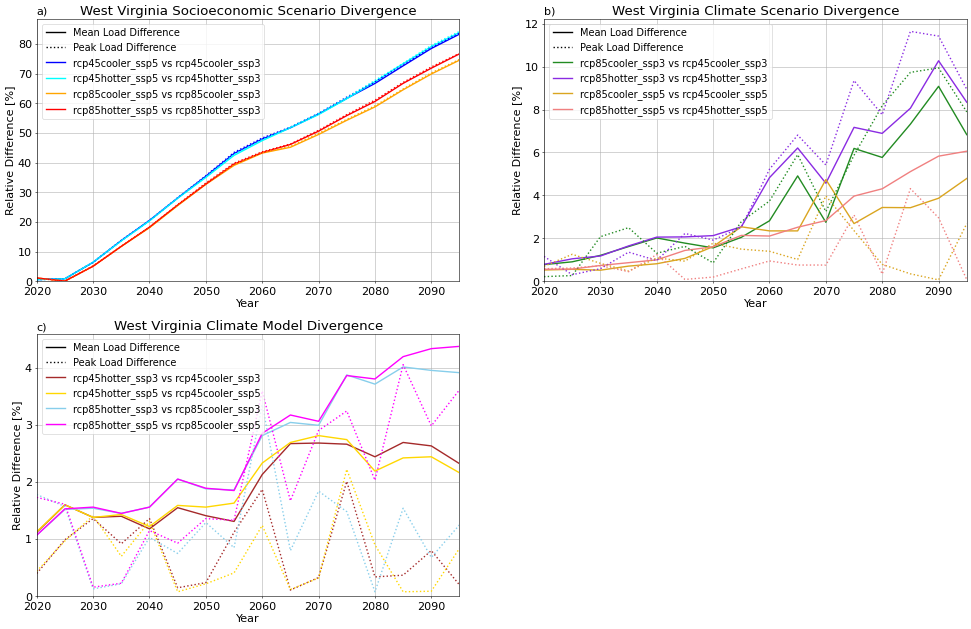 a)
West Virginia Socioeconomic Scenario Divergence
Mean Load Difference
Peak Load Difference
rcp45cooler_ssp5 vs rcp45cooler_ssp3
rcp45hotter_ssp5 vs rcp45hotter_ssp3
rcp85cooler_ssp5 vs rcp85cooler_ssp3
rcp85hotter_ssp5 vs rcp85hotter_ssp3
Relative Difference [%]
80
70
60
50
40
30
20
10
0
2020 2030 2040 2050 2060 2070 2080 2090
Year
b)
West Virginia Climate Scenario Divergence
Mean Load Difference
Peak Load Difference
rcp85cooler_ssp3 vs rcp45cooler_ssp3
rcp85hotter_ssp3 vs rcp45hotter_ssp3
rcp85cooler_ssp5 vs rcp45cooler_ssp5
rcp85hotter_ssp5 vs rcp45hotter_ssp5
Relative Difference [%]
12
10
8
6
4
2
0
2020 2030 2040 2050 2060 2070 2080 2090
Year
c)
West Virginia Climate Model Divergence
Mean Load Difference
Peak Load Difference
rcp45hotter_ssp3 vs rcp45cooler_ssp3
rcp45hotter_ssp5 vs rcp45cooler_ssp5
rcp85hotter_ssp3 vs rcp85cooler_ssp3
rcp85hotter_ssp5 vs rcp85cooler_ssp5
Relative Difference [%]
4
3
2
1
0
2020 2030 2040 2050 2060 2070 2080 2090
Year